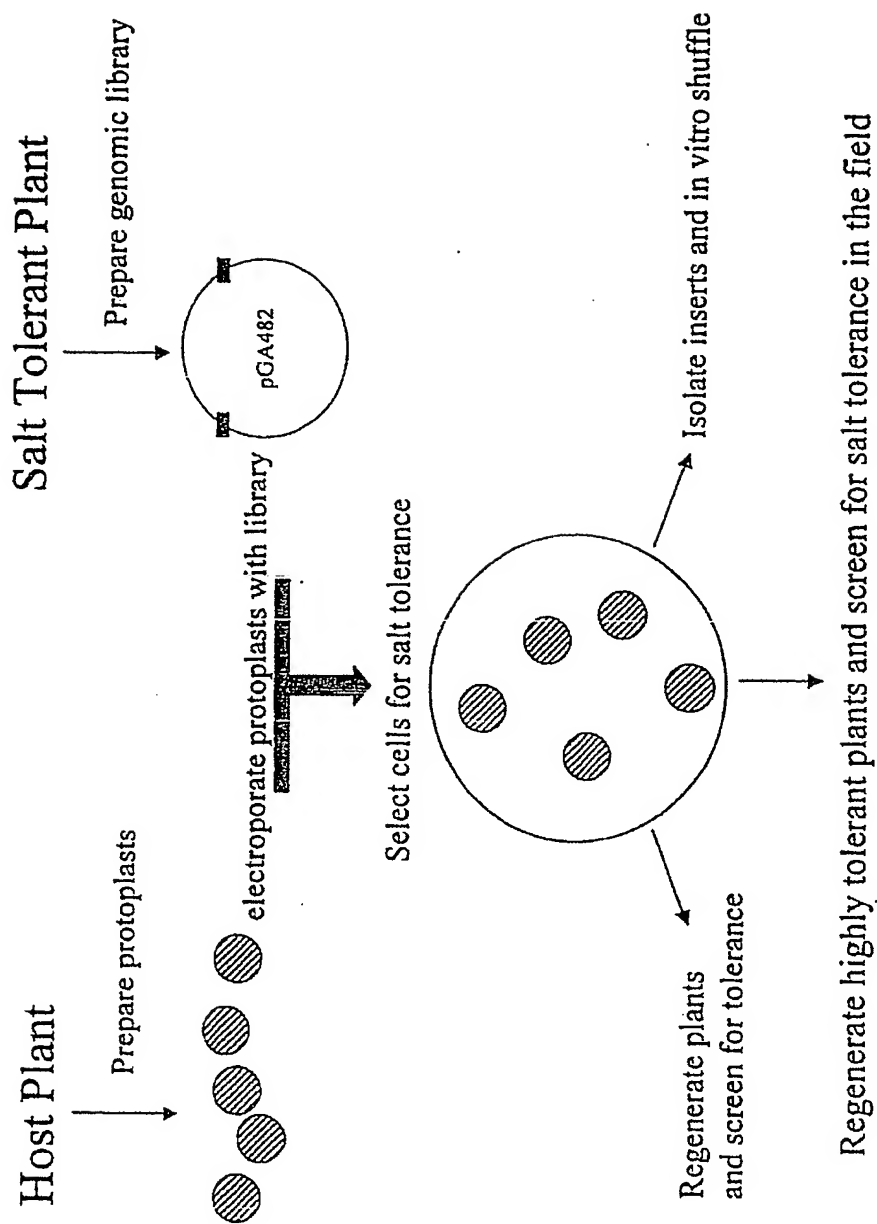 Host Plant
Salt Tolerant Plant
Prepare protoplasts
Prepare genomic library
pGA482
electroporate protoplasts with library
Select cells for salt tolerance
Regenerate plants
and screen for tolerance
Isolate inserts and in vitro shuffle
Regenerate highly tolerant plants and screen for salt tolerance in the field